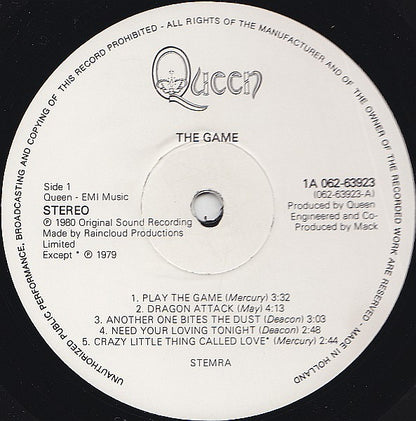 UNAUTHORIZED PUBLIC PERFORMANCE, BROADCASTING AND COPYING OF THIS RECORD PROHIBITED - ALL RIGHTS OF THE MANUFACTURER AND OF THE OWNER OF THE RECORDED WORK ARE RESERVED - MADE IN HOLLAND
Queen
THE GAME
Side 1
Queen - EMI Music
STEREO
℗ 1980 Original Sound Recording
Made by Raincloud Productions
Limited
Except * ℗ 1979
1A 062-63923
(062-63923-A)
Produced by Queen
Engineered and Co-
Produced by Mack
1. PLAY THE GAME (Mercury) 3:32
2. DRAGON ATTACK (May) 4:13
3. ANOTHER ONE BITES THE DUST (Deacon) 3:03
4. NEED YOUR LOVING TONIGHT (Deacon) 2:48
5. CRAZY LITTLE THING CALLED LOVE* (Mercury) 2:44
STEMRA